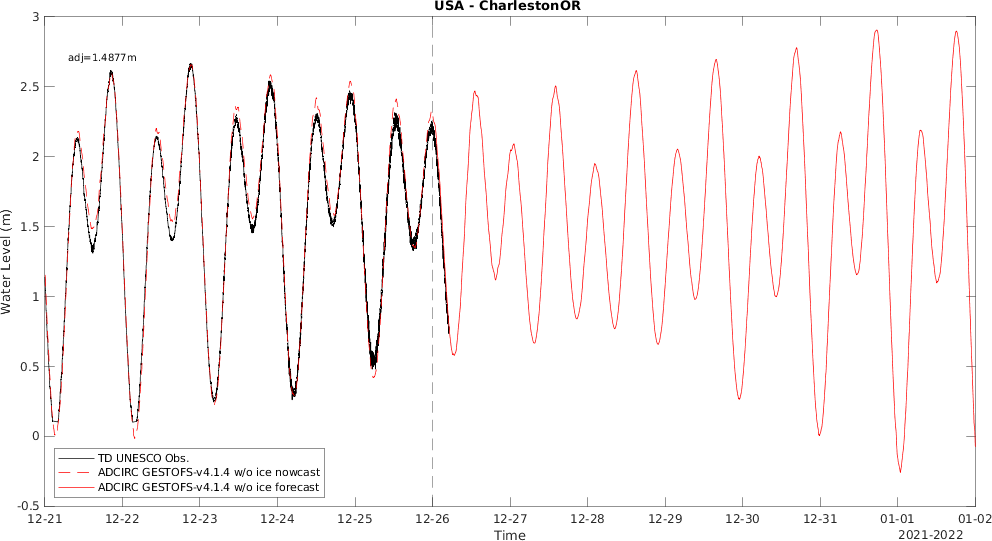 USA - CharlestonOR
adj=1.4877m
3
2.5
2
1.5
1
0.5
0
-0.5
Water Level (m)
TD UNESCO Obs.
ADCIRC GESTOFS-v4.1.4 w/o ice nowcast
ADCIRC GESTOFS-v4.1.4 w/o ice forecast
12-21 12-22 12-23 12-24 12-25 12-26 12-27 12-28 12-29 12-30 12-31 01-01 01-02
Time
2021-2022